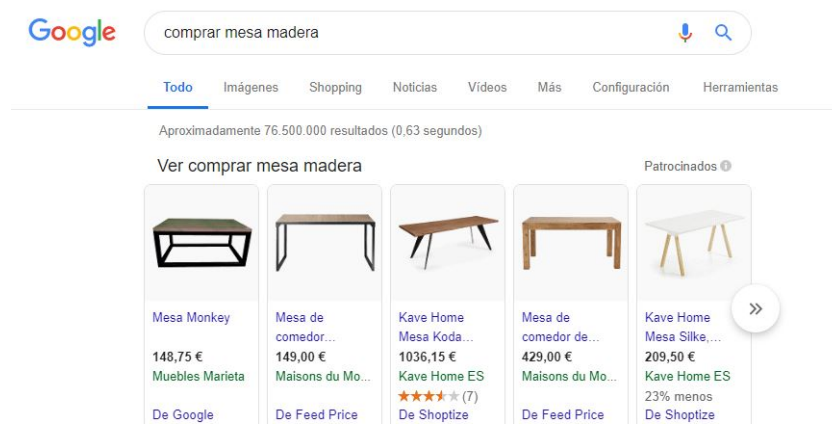 Google
comprar mesa madera
Todo Imágenes Shopping Noticias Vídeos Más Configuración Herramientas
Aproximadamente 76.500.000 resultados (0,63 segundos)
Ver comprar mesa madera
Patrocinados
Mesa Monkey
148,75 €
Muebles Marieta
De Google
Mesa de
comedor...
149,00 €
Maisons du Mo...
De Feed Price
Kave Home
Mesa Koda...
1036,15 €
Kave Home ES
(7)
De Shoptize
Mesa de
comedor de...
429,00 €
Maisons du Mo...
De Feed Price
Kave Home
Mesa Silke,...
209,50 €
Kave Home ES
23% menos
De Shoptize